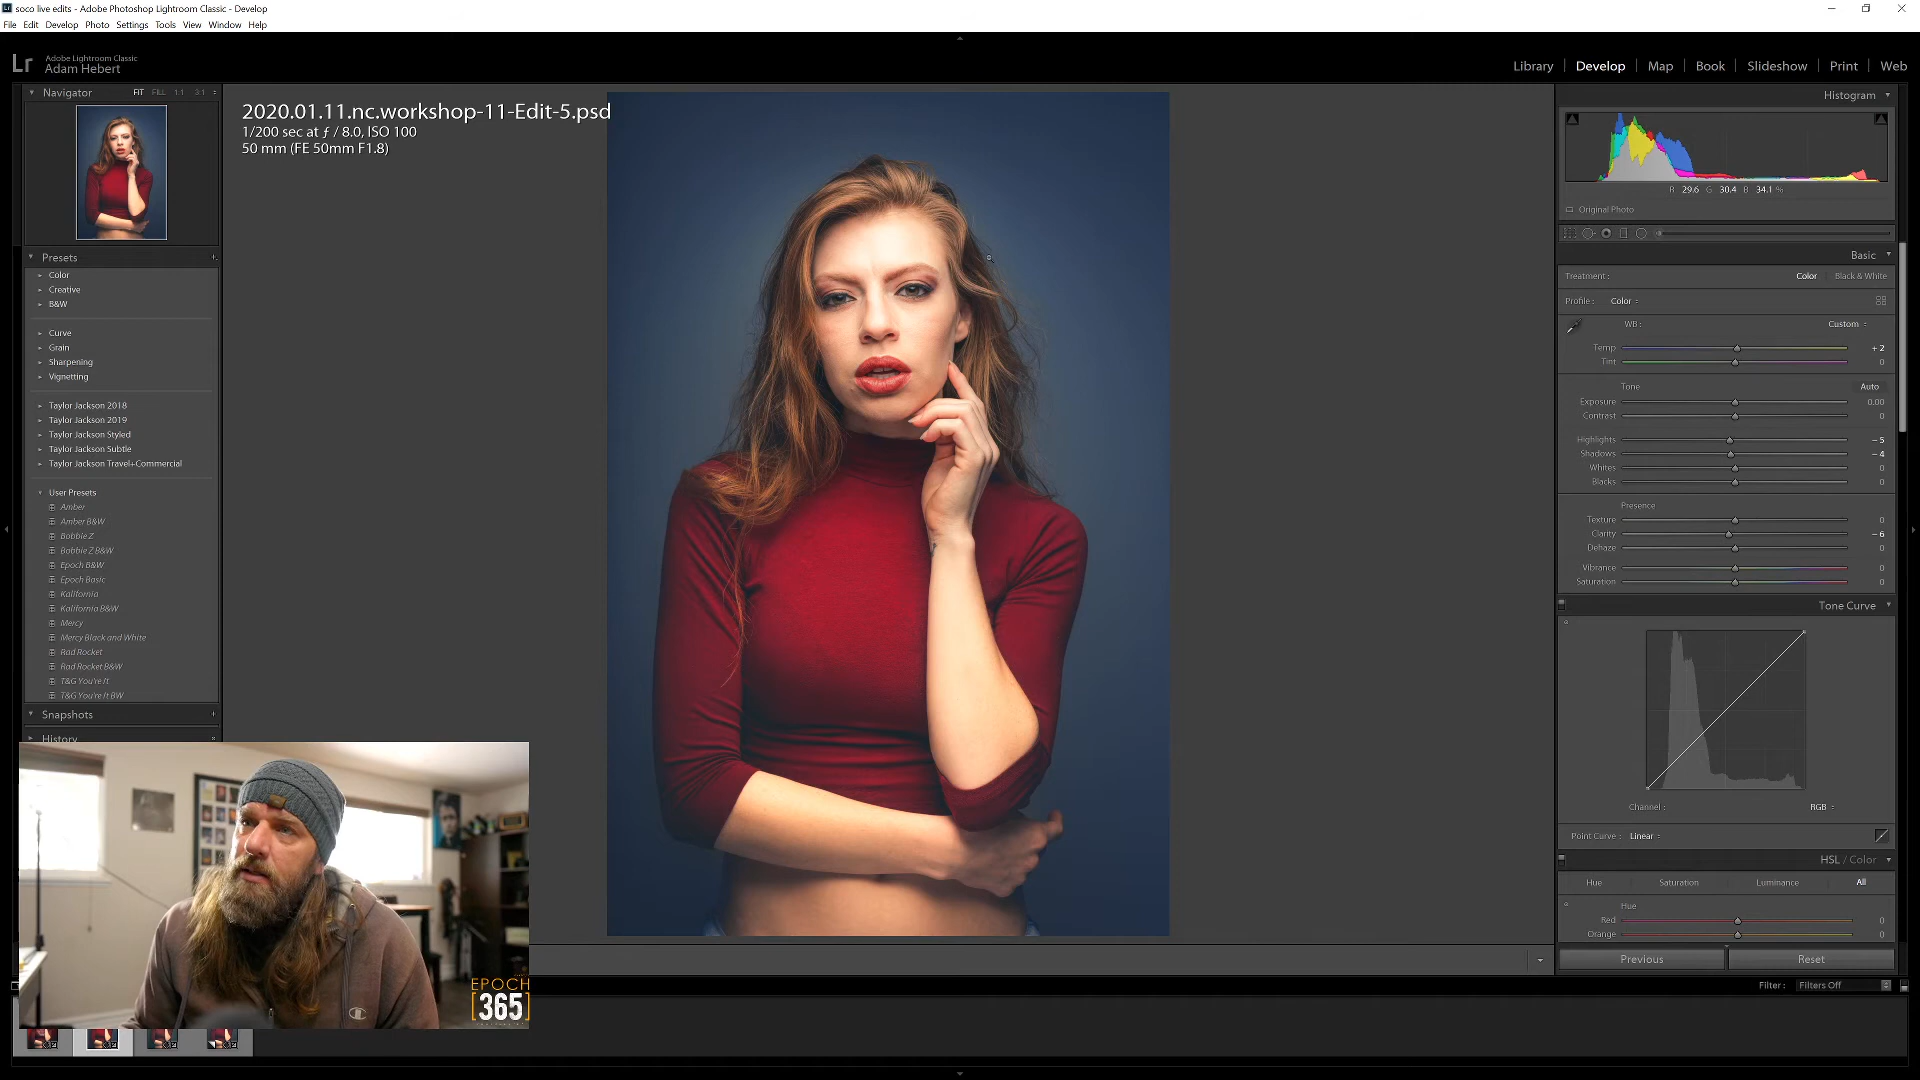 soco live edits - Adobe Photoshop Lightroom Classic - Develop
File Edit Develop Photo Settings Tools View Window Help
Lr
Adobe Lightroom Classic
Adam Hebert
Library | Develop | Map | Book | Slideshow | Print | Web
Navigator FIT FILL 1:1 3:1
Presets +
Color
Creative
B&W
Curve
Grain
Sharpening
Vignetting
Taylor Jackson 2018
Taylor Jackson 2019
Taylor Jackson Styled
Taylor Jackson Subtle
Taylor Jackson Travel+Commercial
User Presets
Amber
Amber B&W
Bobbie Z
Bobbie Z B&W
Epoch B&W
Epoch Basic
Kalifornia
Kalifornia B&W
Mercy
Mercy Black and White
Rad Rocket
Rad Rocket B&W
T&G You're It
T&G You're It BW
Snapshots +
History
2020.01.11.nc.workshop-11-Edit-5.psd
1/200 sec at ƒ / 8.0, ISO 100
50 mm (FE 50mm F1.8)
EPOCH
[365]
Histogram
R 29.6 G 30.4 B 34.1 %
Original Photo
Basic
Treatment : Color Black & White
Profile : Color
WB : Custom
Temp + 2
Tint 0
Tone Auto
Exposure 0.00
Contrast 0
Highlights - 5
Shadows - 4
Whites 0
Blacks 0
Presence
Texture 0
Clarity - 6
Dehaze 0
Vibrance 0
Saturation 0
Tone Curve
Channel : RGB
Point Curve : Linear
HSL / Color
Hue Saturation Luminance All
Hue
Red 0
Orange 0
Previous Reset
Filter : Filters Off